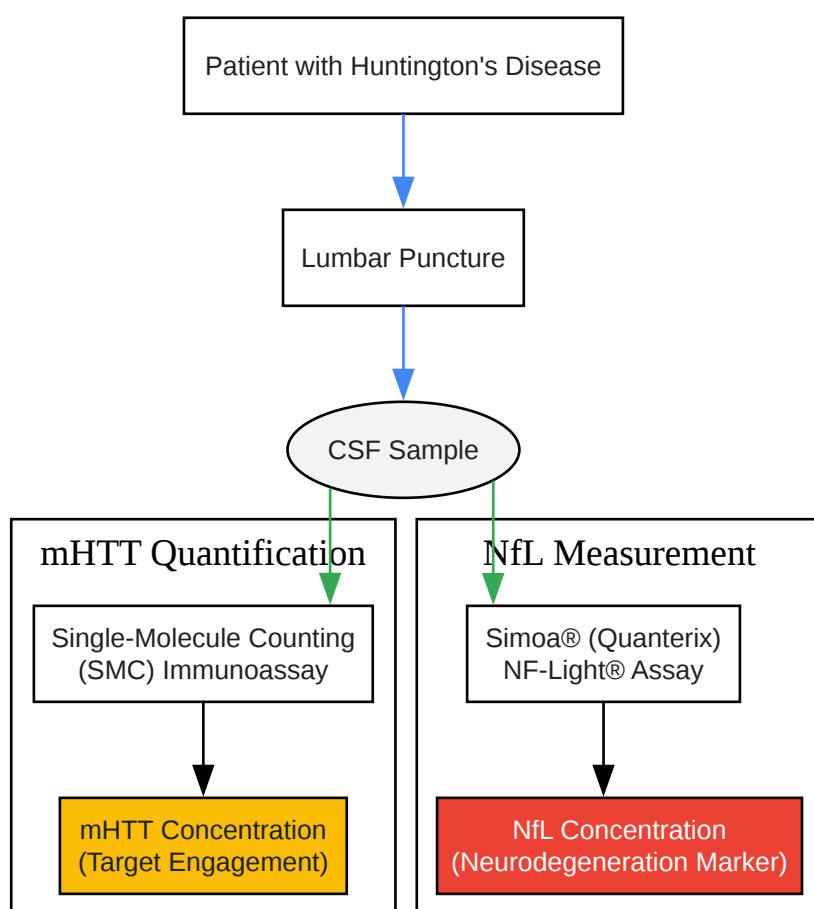 Patient with Huntington's Disease
Lumbar Puncture
CSF Sample
mHTT Quantification
Single-Molecule Counting
(SMC) Immunoassay
mHTT Concentration
(Target Engagement)
NfL Measurement
Simoa® (Quanterix)
NF-Light® Assay
NfL Concentration
(Neurodegeneration Marker)